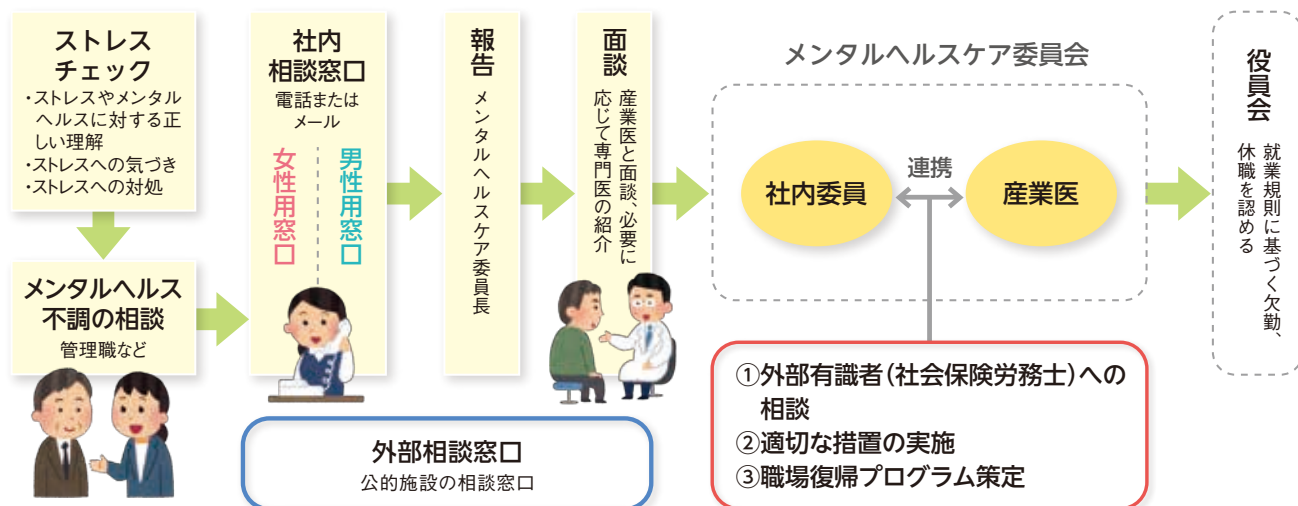 ストレス
チェック
・ストレスやメンタル
ヘルスに対する正
しい理解
・ストレスへの気づき
・ストレスへの対処
メンタルヘルス
不調の相談
管理職など
社内
相談窓口
電話または
メール
女性用窓口
男性用窓口
報告
メンタルヘルスケア委員長
面談
産業医と面談、必要に
応じて専門医の紹介
外部相談窓口
公的施設の相談窓口
メンタルヘルスケア委員会
社内委員
連携
産業医
①外部有識者(社会保険労務士)への
相談
②適切な措置の実施
③職場復帰プログラム策定
役員会
就業規則に基づく欠勤、
休職を認める